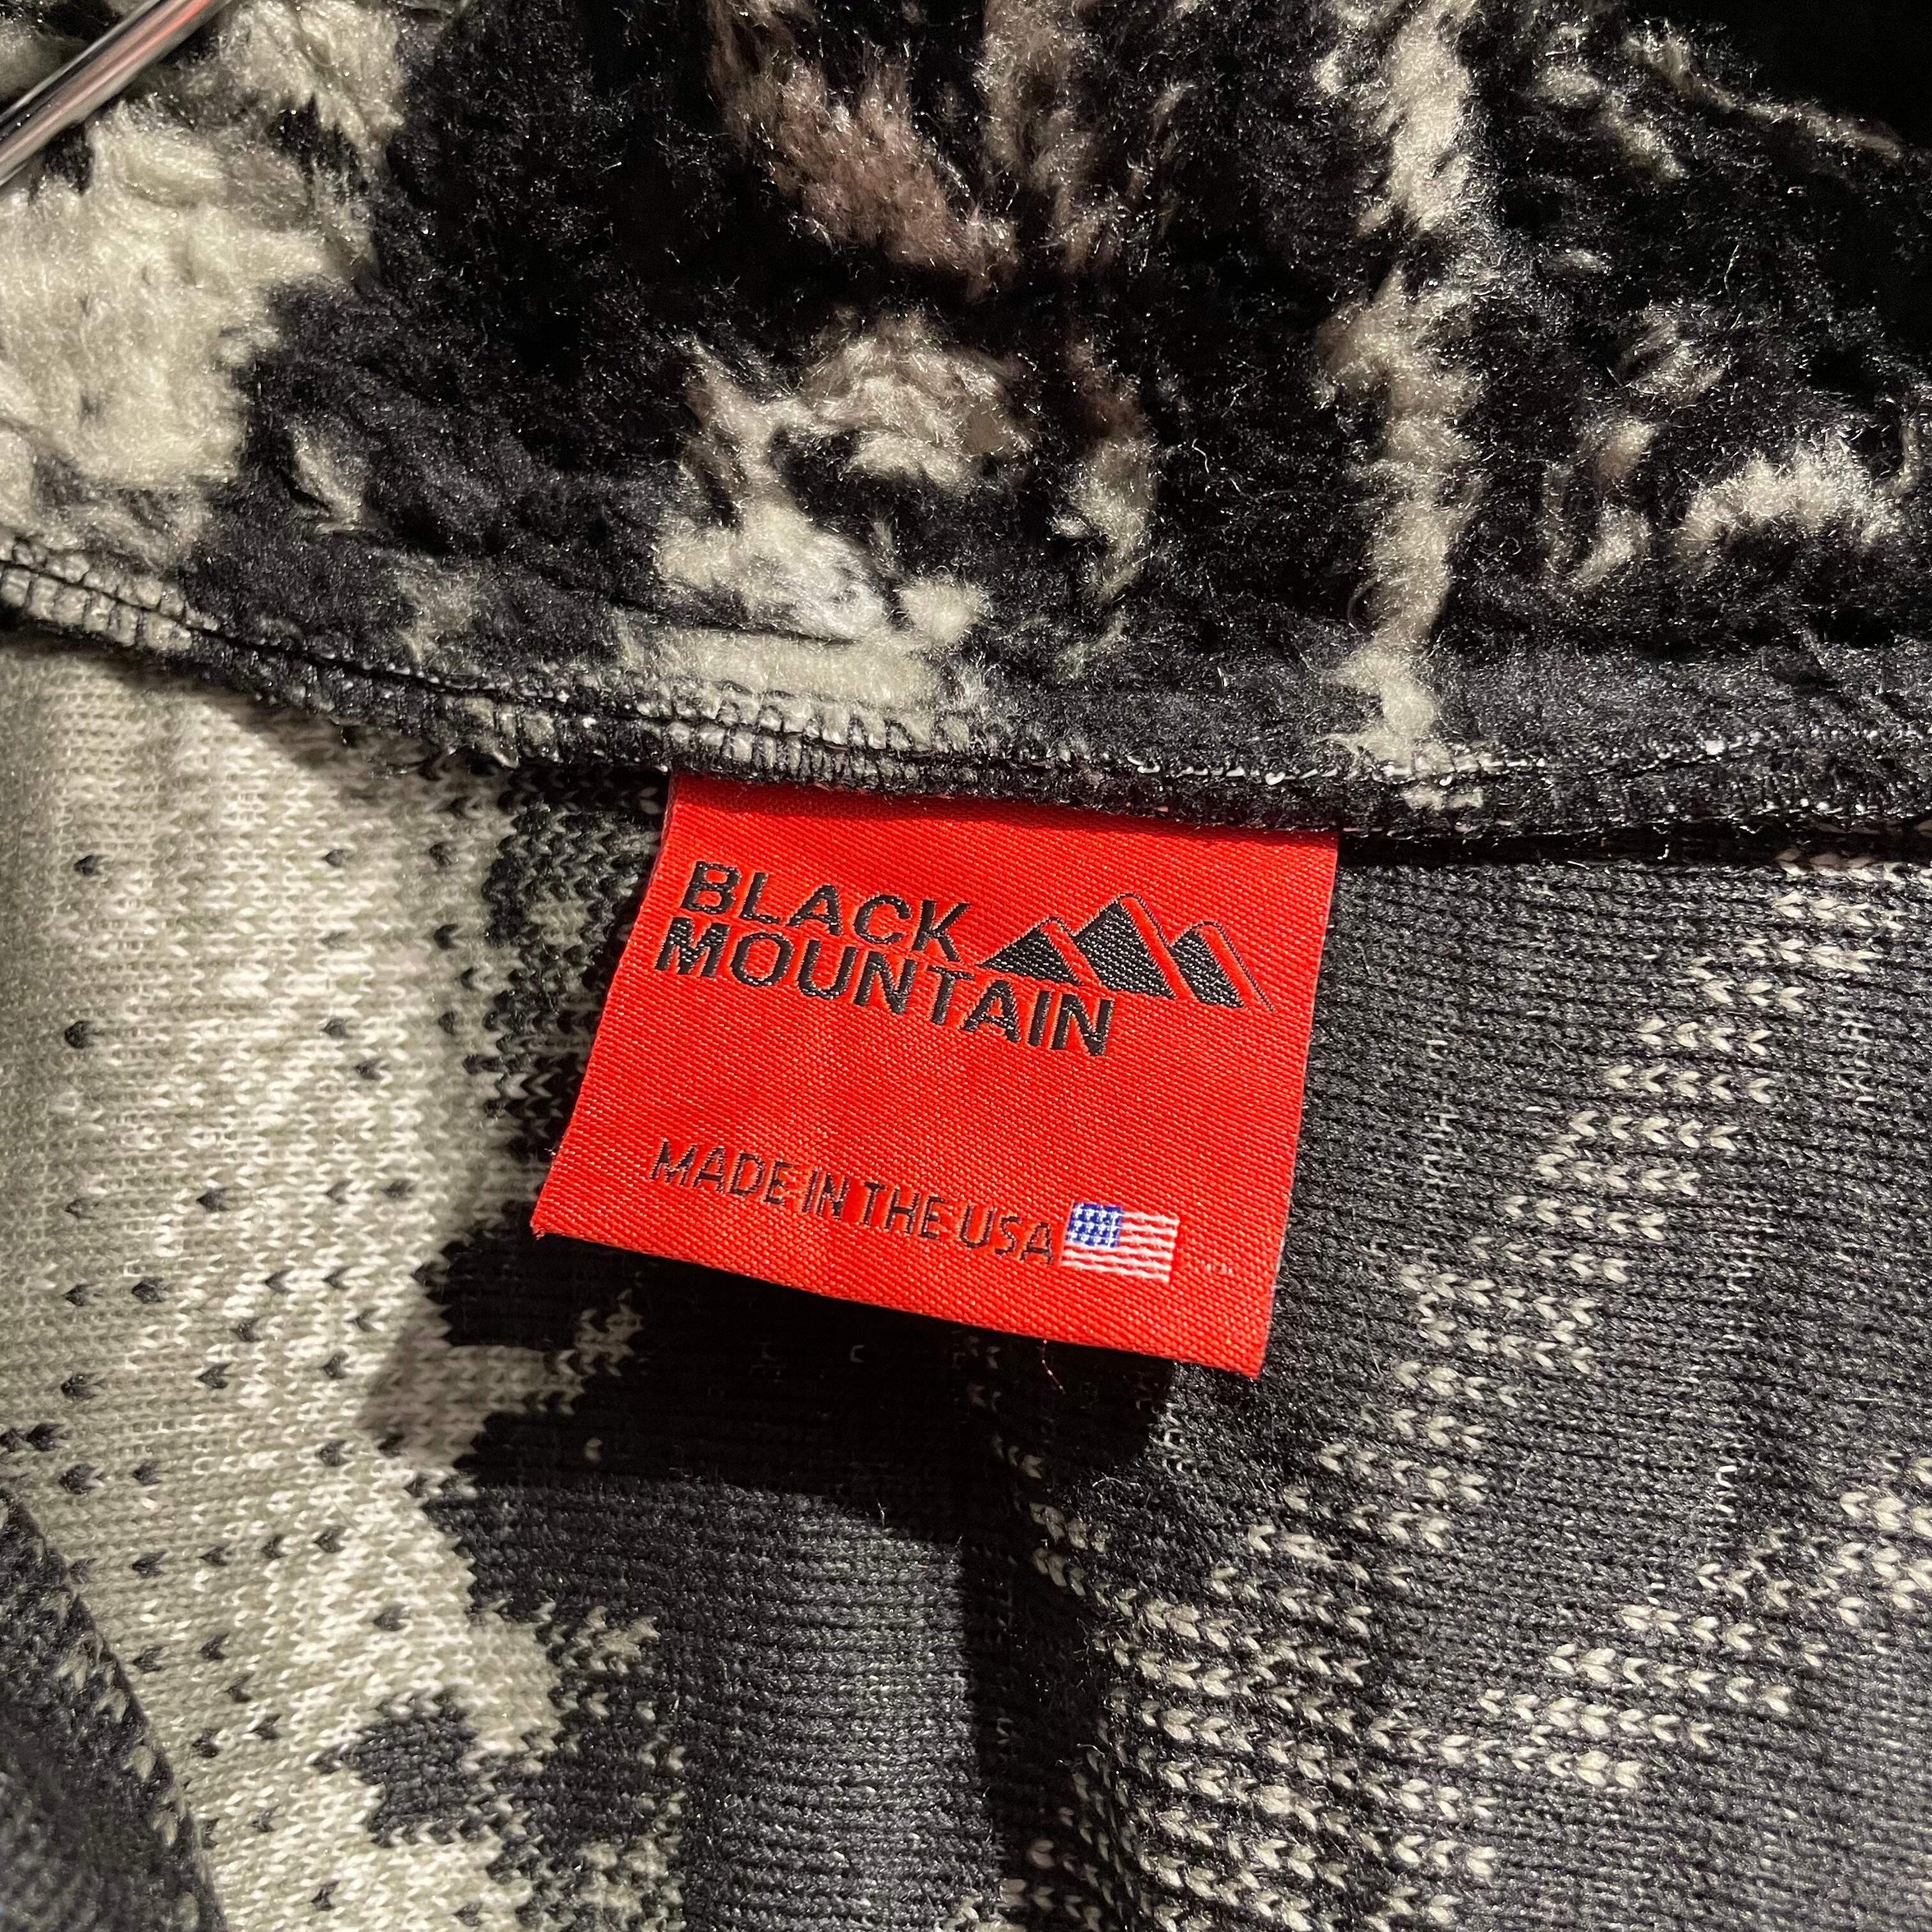 BLACK
MOUNTAIN
MADE IN THE USA